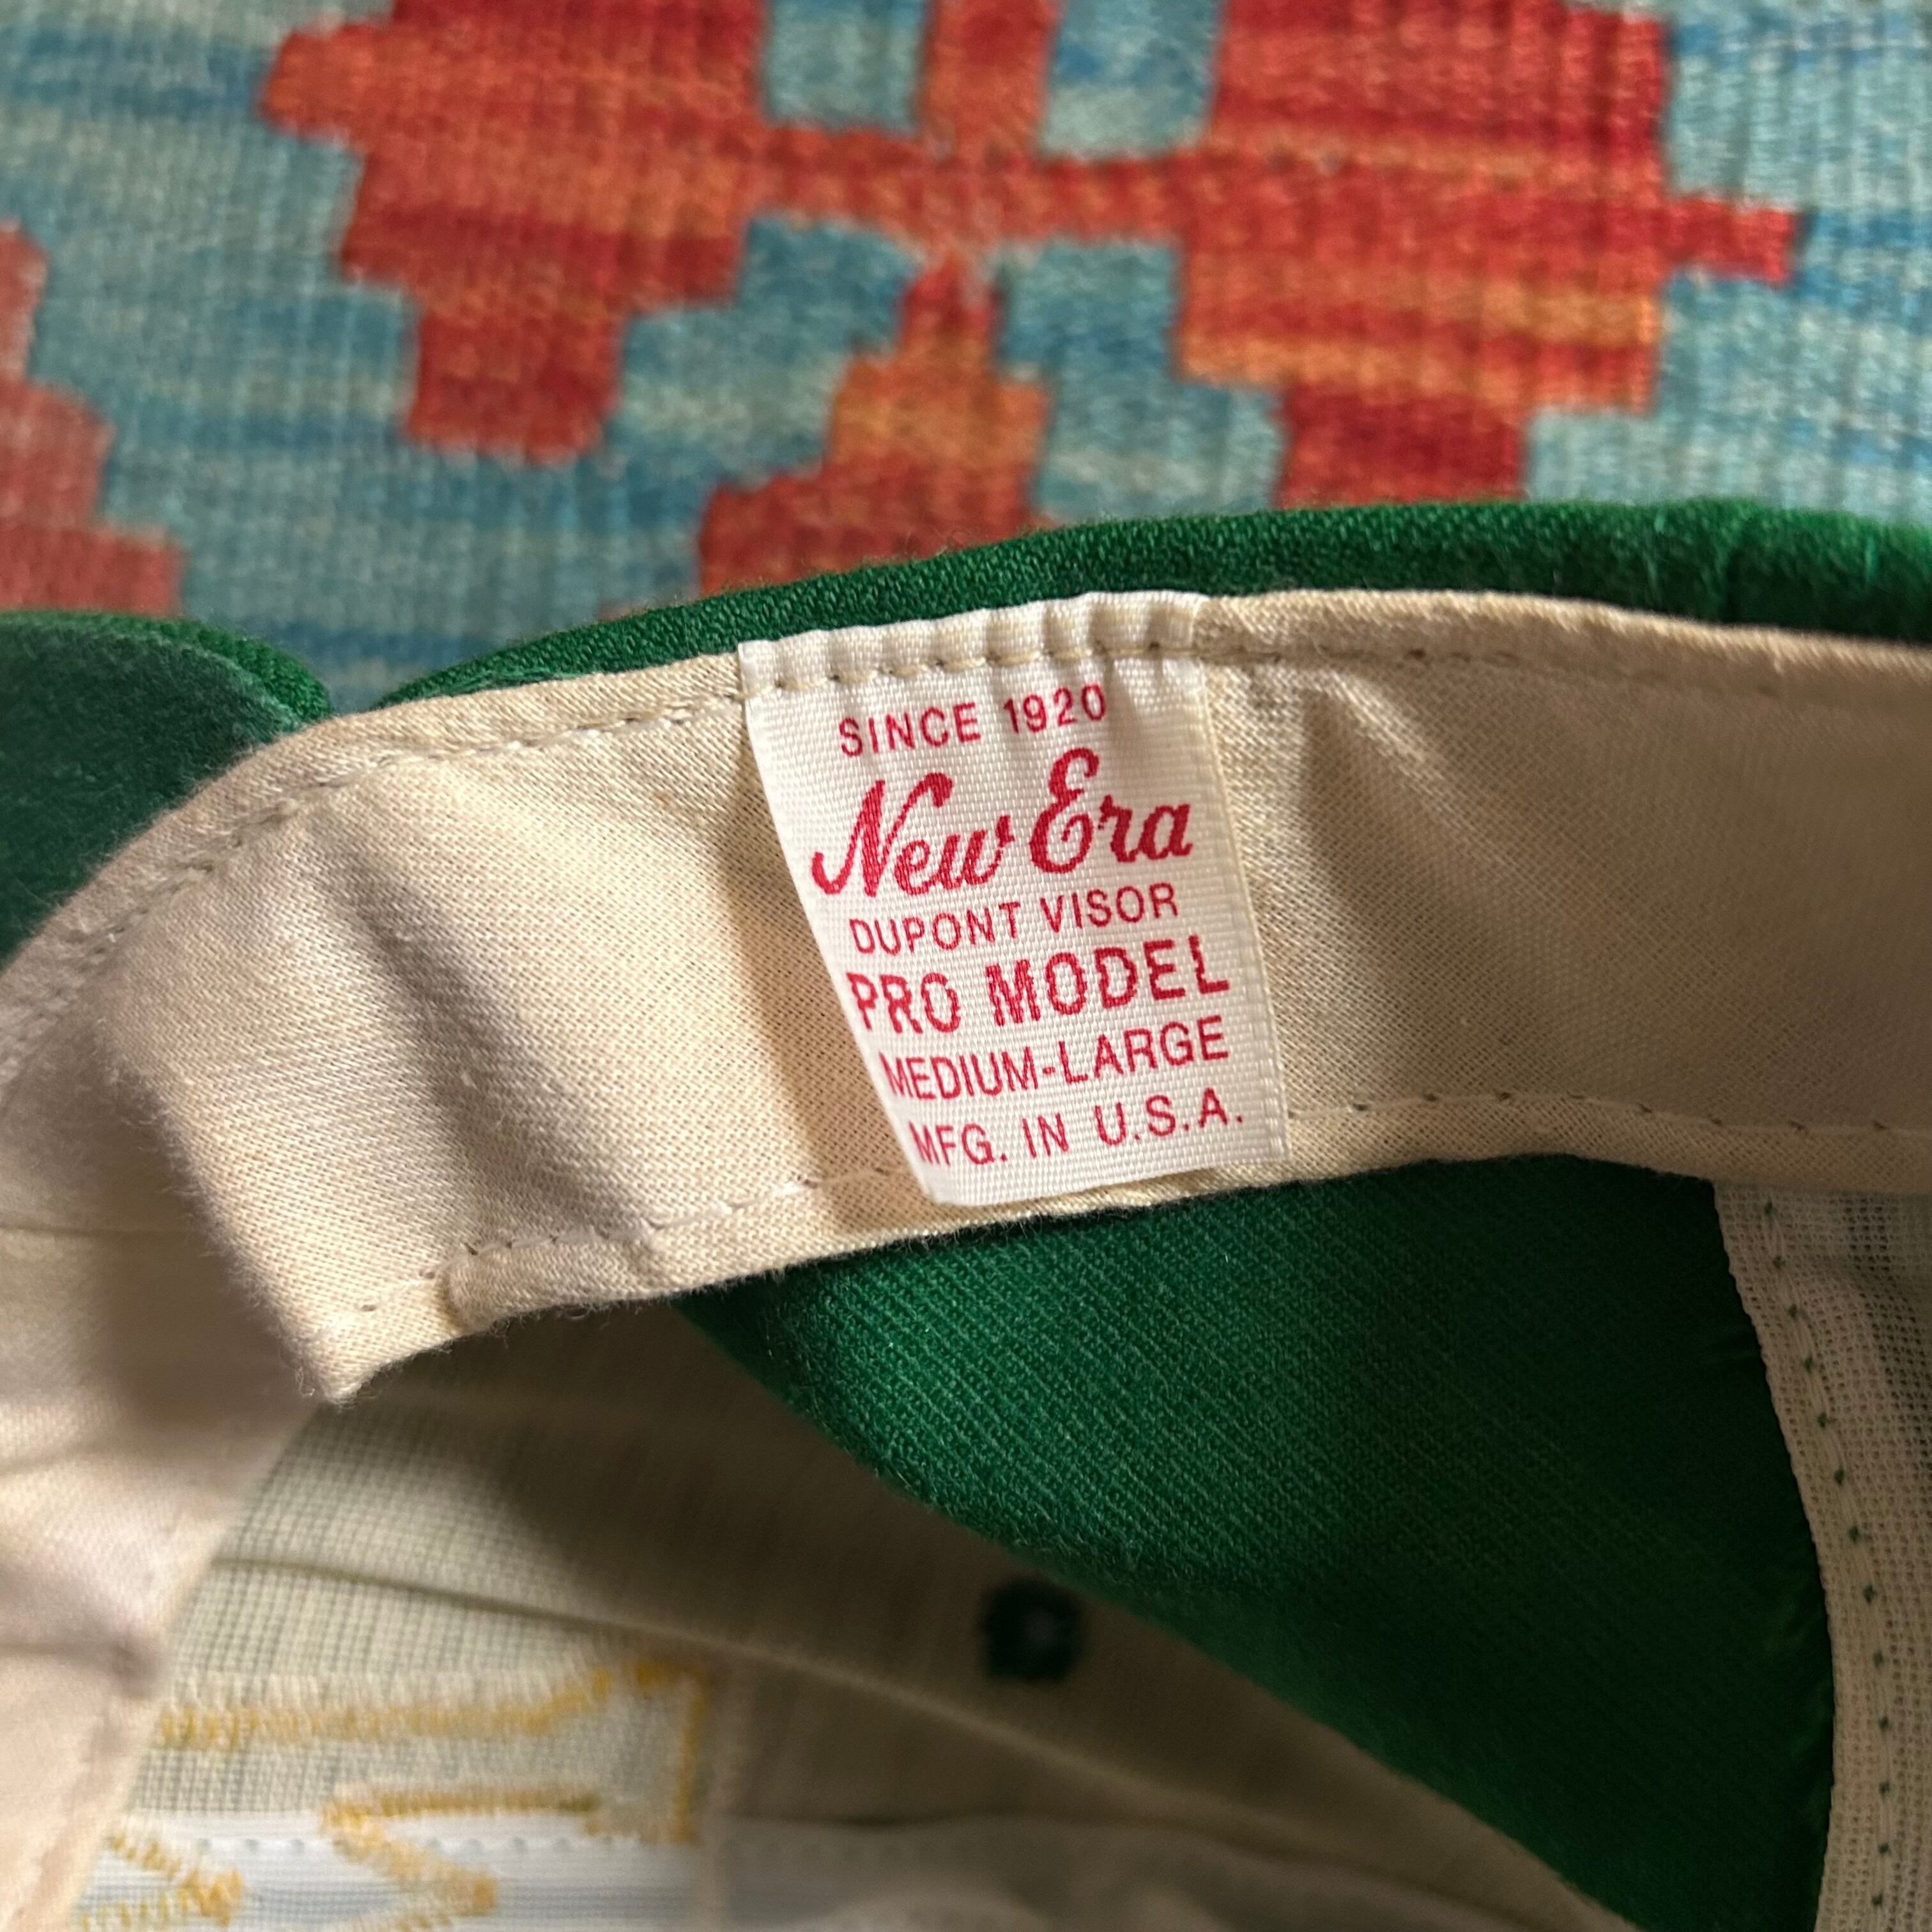 SINCE 1920
New Era
DUPONT VISOR
PRO MODEL
MEDIUM-LARGE
MFG. IN U.S.A.